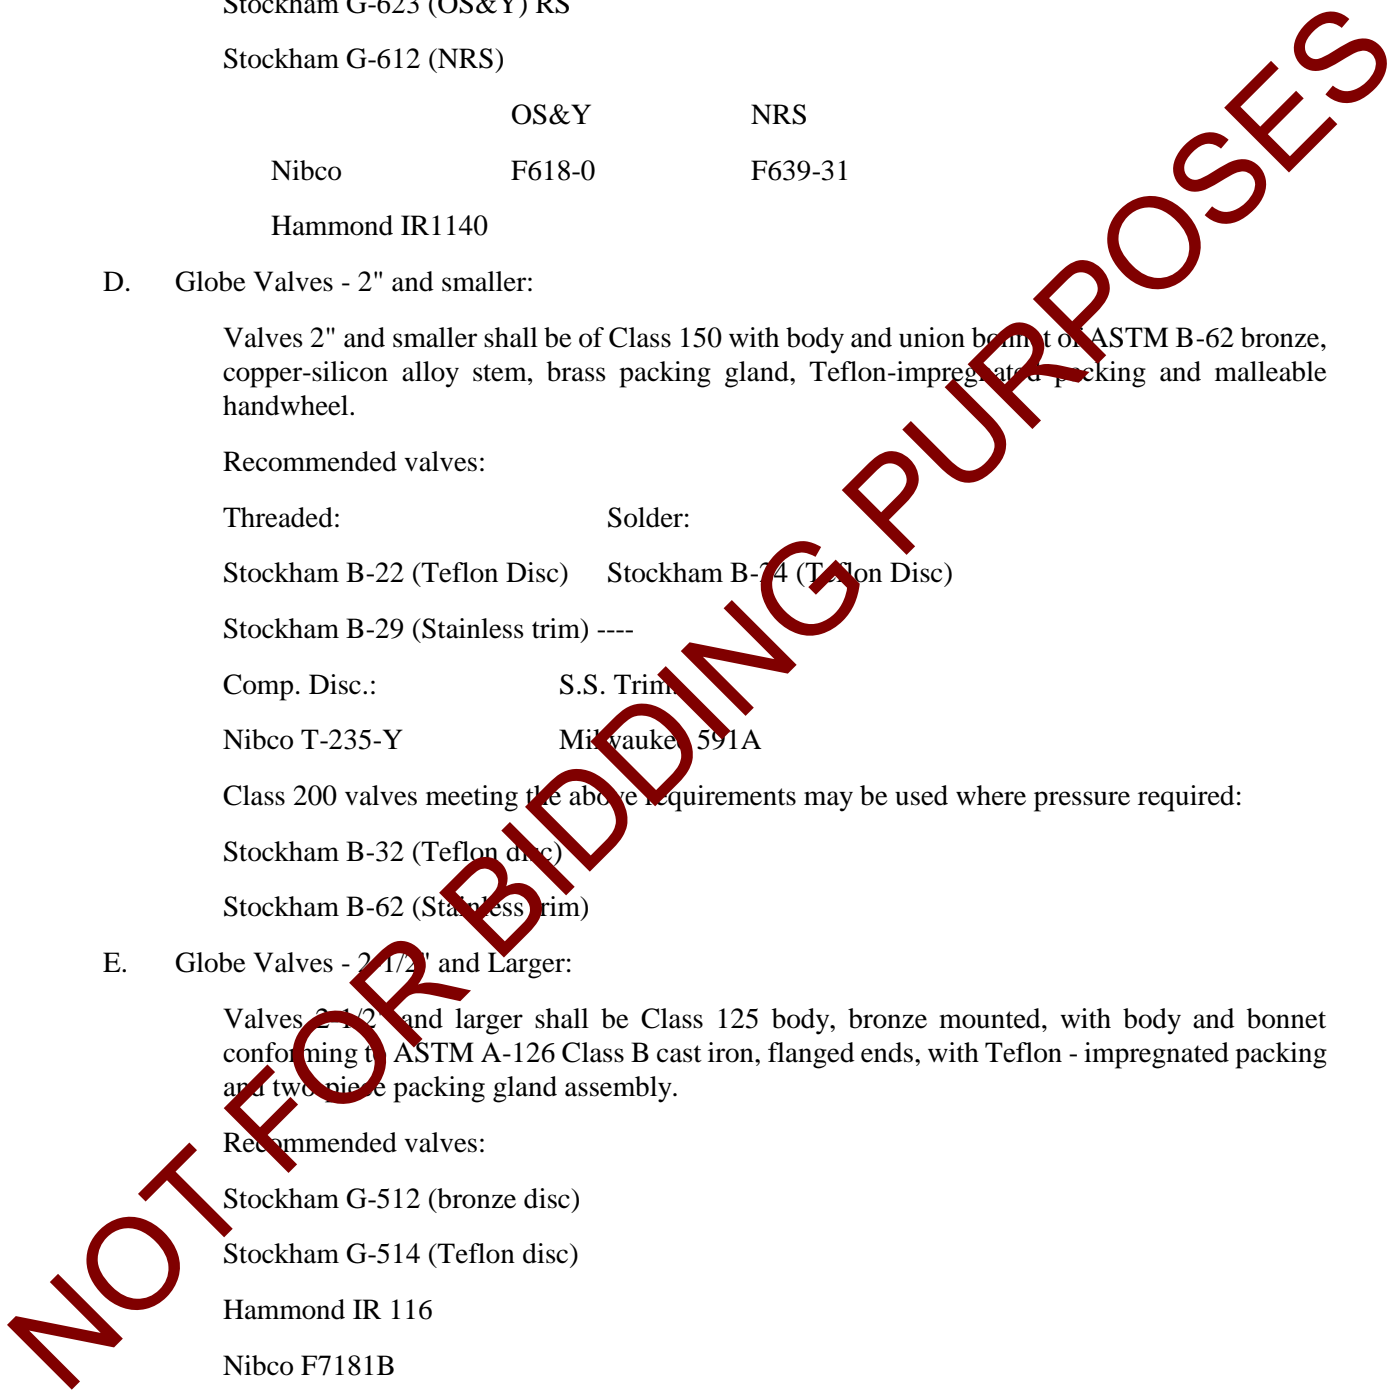 Stockham G-623 (OS&Y) RS
Stockham G-612 (NRS)
OS&Y NRS
Nibco F618-0 F639-31
Hammond IR1140
D. Globe Valves - 2" and smaller:
Valves 2" and smaller shall be of Class 150 with body and union bonnet of ASTM B-62 bronze,
copper-silicon alloy stem, brass packing gland, Teflon-impregnated packing and malleable
handwheel.
Recommended valves:
Threaded: Solder:
Stockham B-22 (Teflon Disc) Stockham B-24 (Teflon Disc)
Stockham B-29 (Stainless trim) ----
Comp. Disc.: S.S. Trim:
Nibco T-235-Y Milwaukee 591A
Class 200 valves meeting the above requirements may be used where pressure required:
Stockham B-32 (Teflon disc)
Stockham B-62 (Stainless trim)
E. Globe Valves - 2 1/2" and Larger:
Valves 2-1/2" and larger shall be Class 125 body, bronze mounted, with body and bonnet
conforming to ASTM A-126 Class B cast iron, flanged ends, with Teflon - impregnated packing
and two-piece packing gland assembly.
Recommended valves:
Stockham G-512 (bronze disc)
Stockham G-514 (Teflon disc)
Hammond IR 116
Nibco F7181B
NOT FOR BIDDING PURPOSES